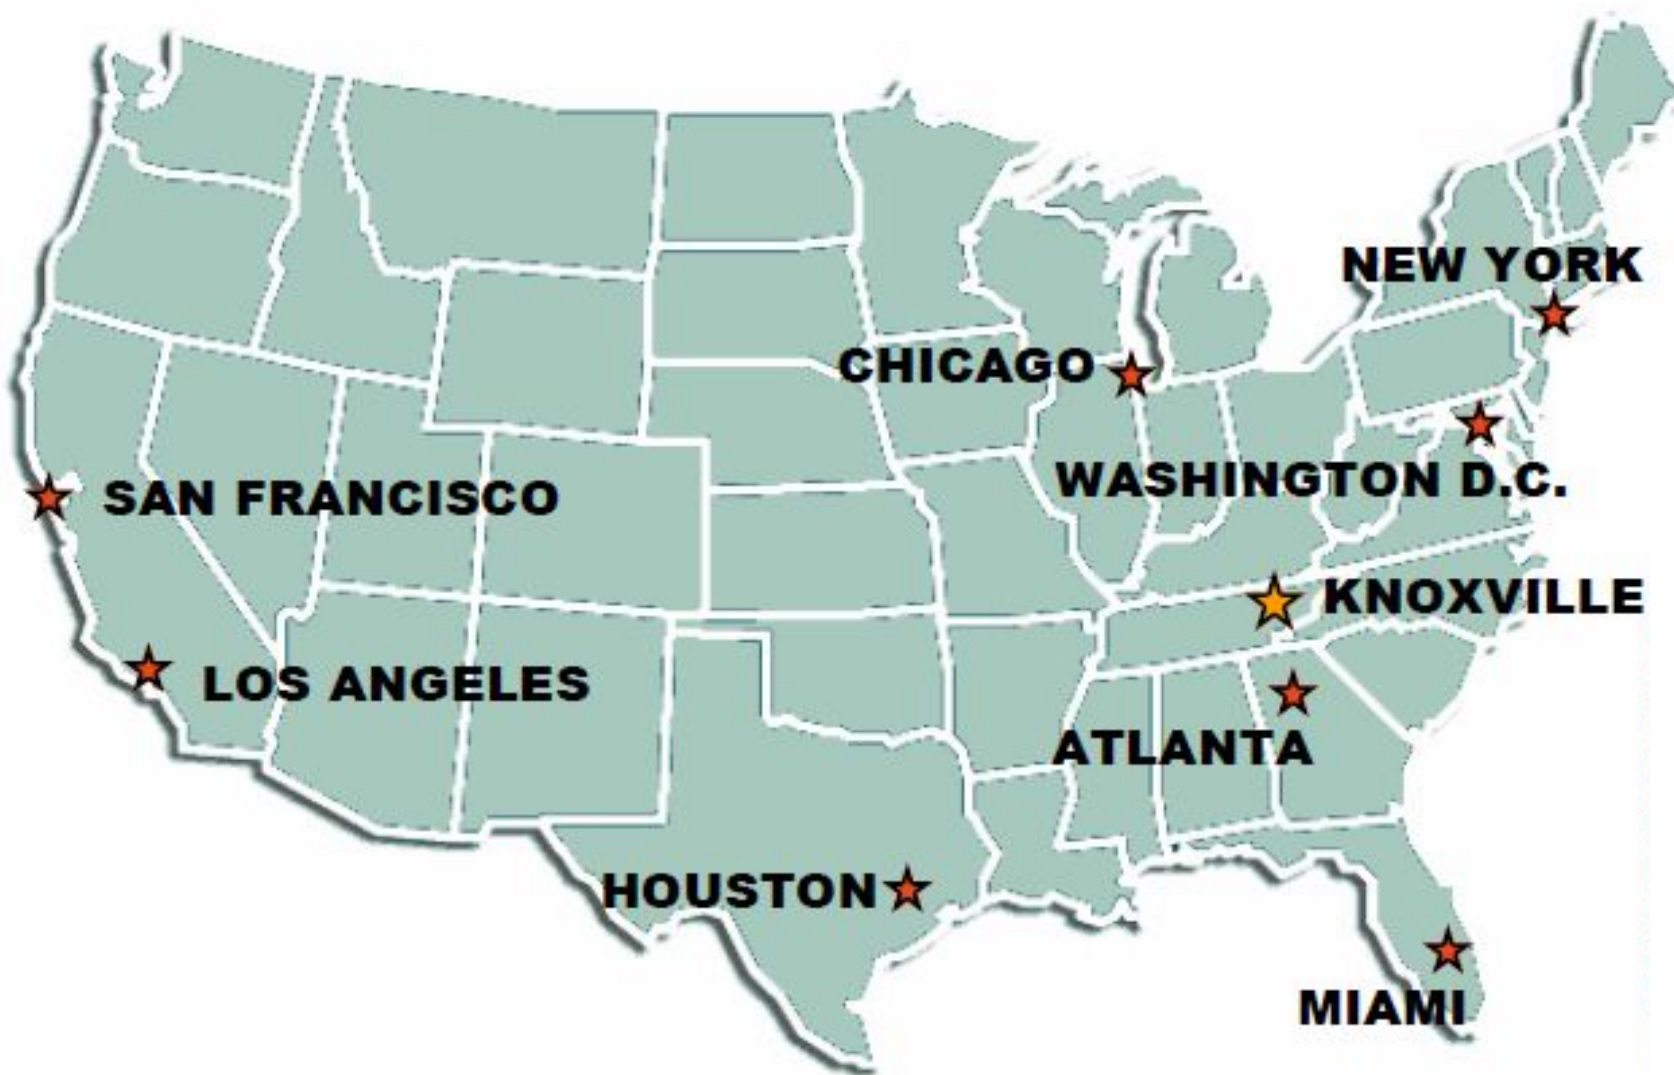 NEW YORK
CHICAGO
WASHINGTON D.C.
SAN FRANCISCO
KNOXVILLE
LOS ANGELES
ATLANTA
HOUSTON
MIAMI